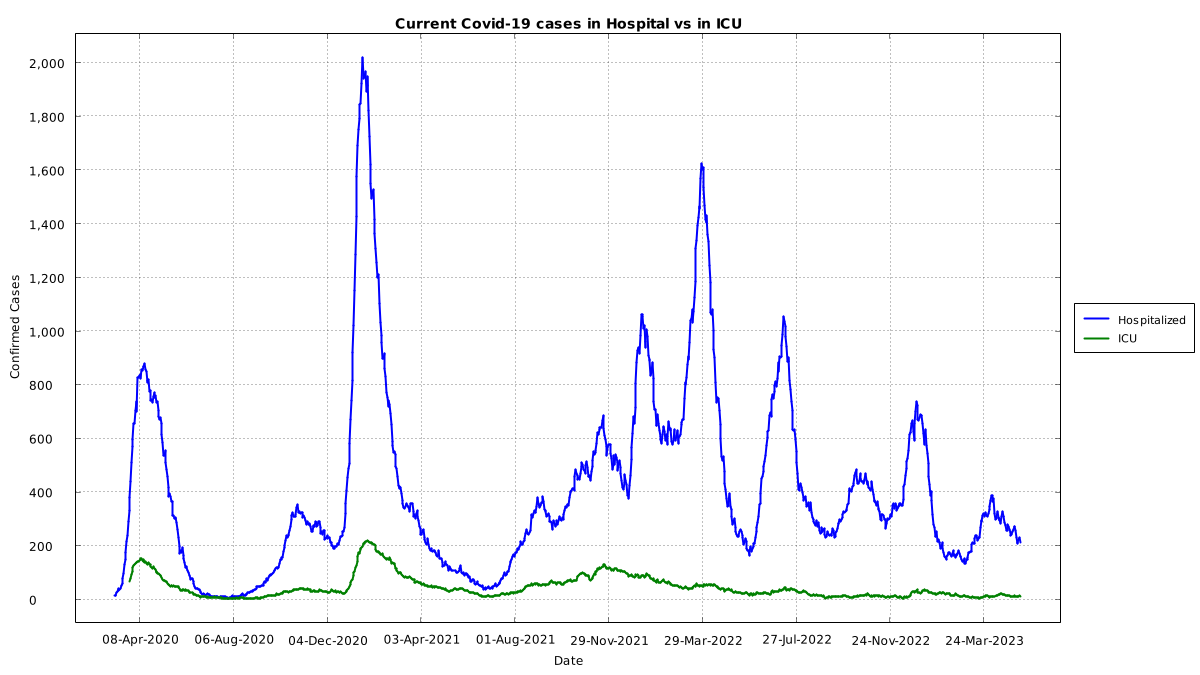 Current Covid-19 cases in Hospital vs in ICU
2,000
1,800
1,600
1,400
1,200
1,000
800
600
400
200
0
Confirmed Cases
08-Apr-2020 06-Aug-2020 04-Dec-2020 03-Apr-2021 01-Aug-2021 29-Nov-2021 29-Mar-2022 27-Jul-2022 24-Nov-2022 24-Mar-2023
Date
Hospitalized
ICU